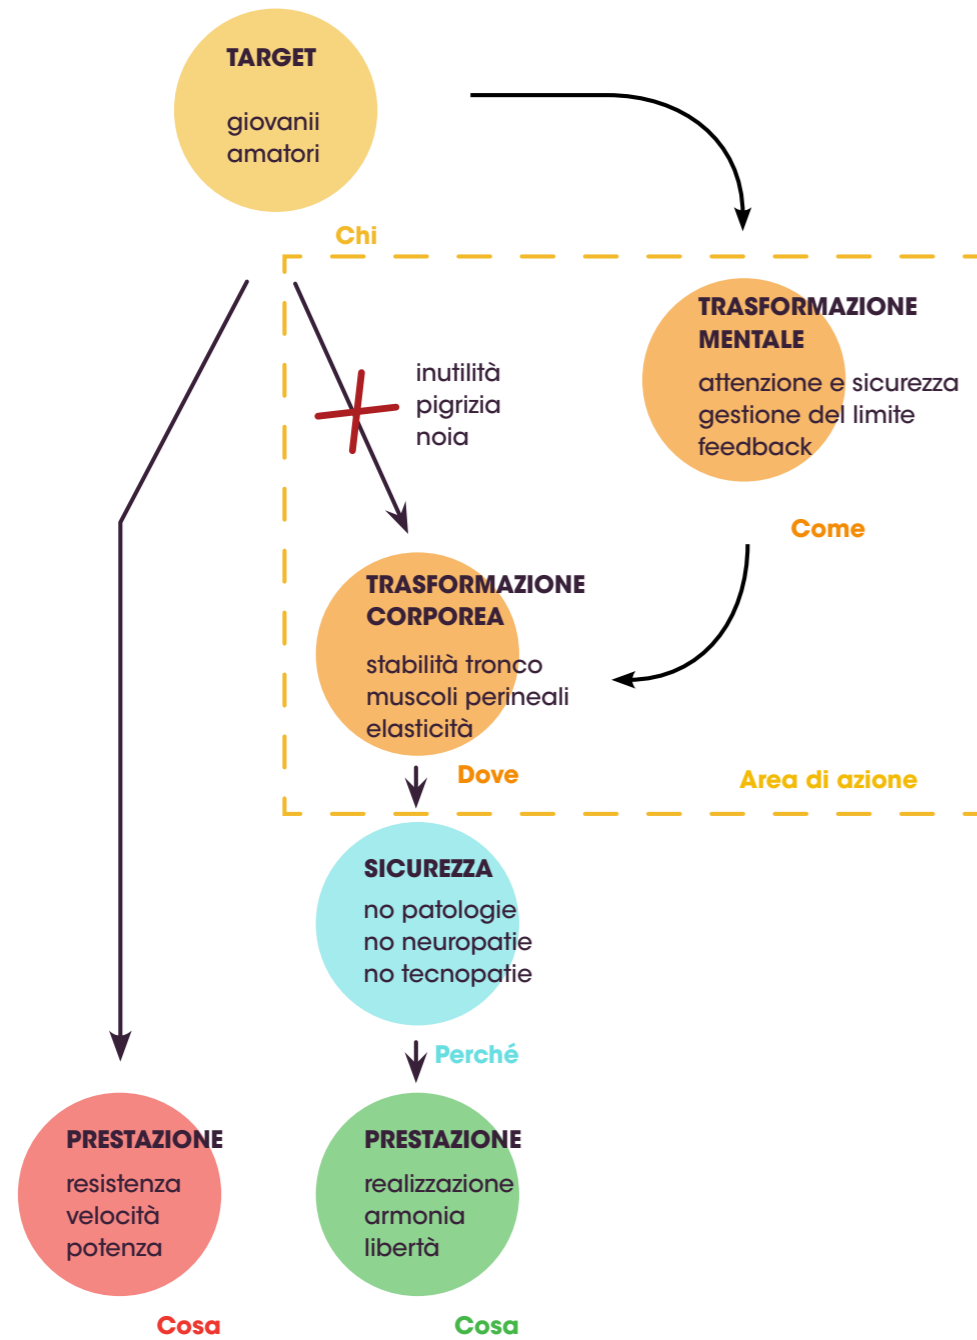 TARGET
giovanii
amatori
Chi
inutilità
pigrizia
noia
TRASFORMAZIONE
MENTALE
attenzione e sicurezza
gestione del limite
feedback
Come
TRASFORMAZIONE
CORPOREA
stabilità tronco
muscoli perineali
elasticità
Dove
Area di azione
SICUREZZA
no patologie
no neuropatie
no tecnopatie
Perché
PRESTAZIONE
resistenza
velocità
potenza
Cosa
PRESTAZIONE
realizzazione
armonia
libertà
Cosa